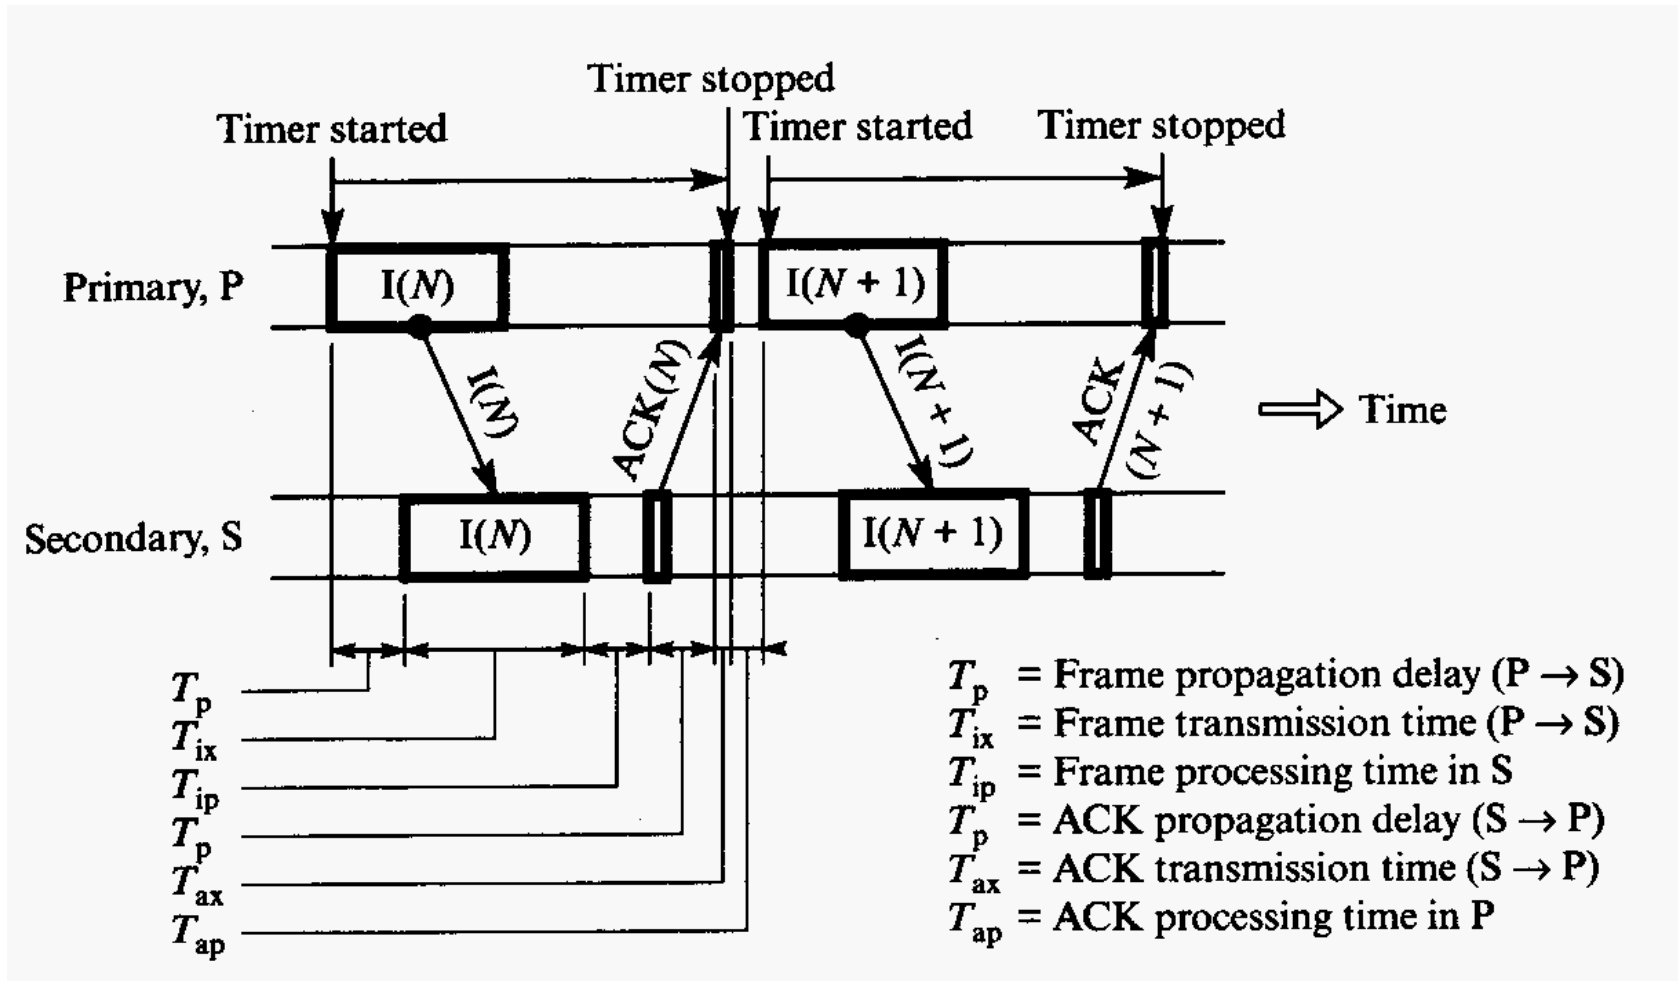 Timer stopped
Timer started
Timer started
Timer stopped
Primary, P
I(N)
I(N + 1)
I(N)
ACK(N)
I(N + 1)
ACK
(N + 1)
Time
Secondary, S
I(N)
I(N + 1)
Tp
Tix
Tip
Tp
Tax
Tap
Tp = Frame propagation delay (P → S)
Tix = Frame transmission time (P → S)
Tip = Frame processing time in S
Tp = ACK propagation delay (S → P)
Tax = ACK transmission time (S → P)
Tap = ACK processing time in P